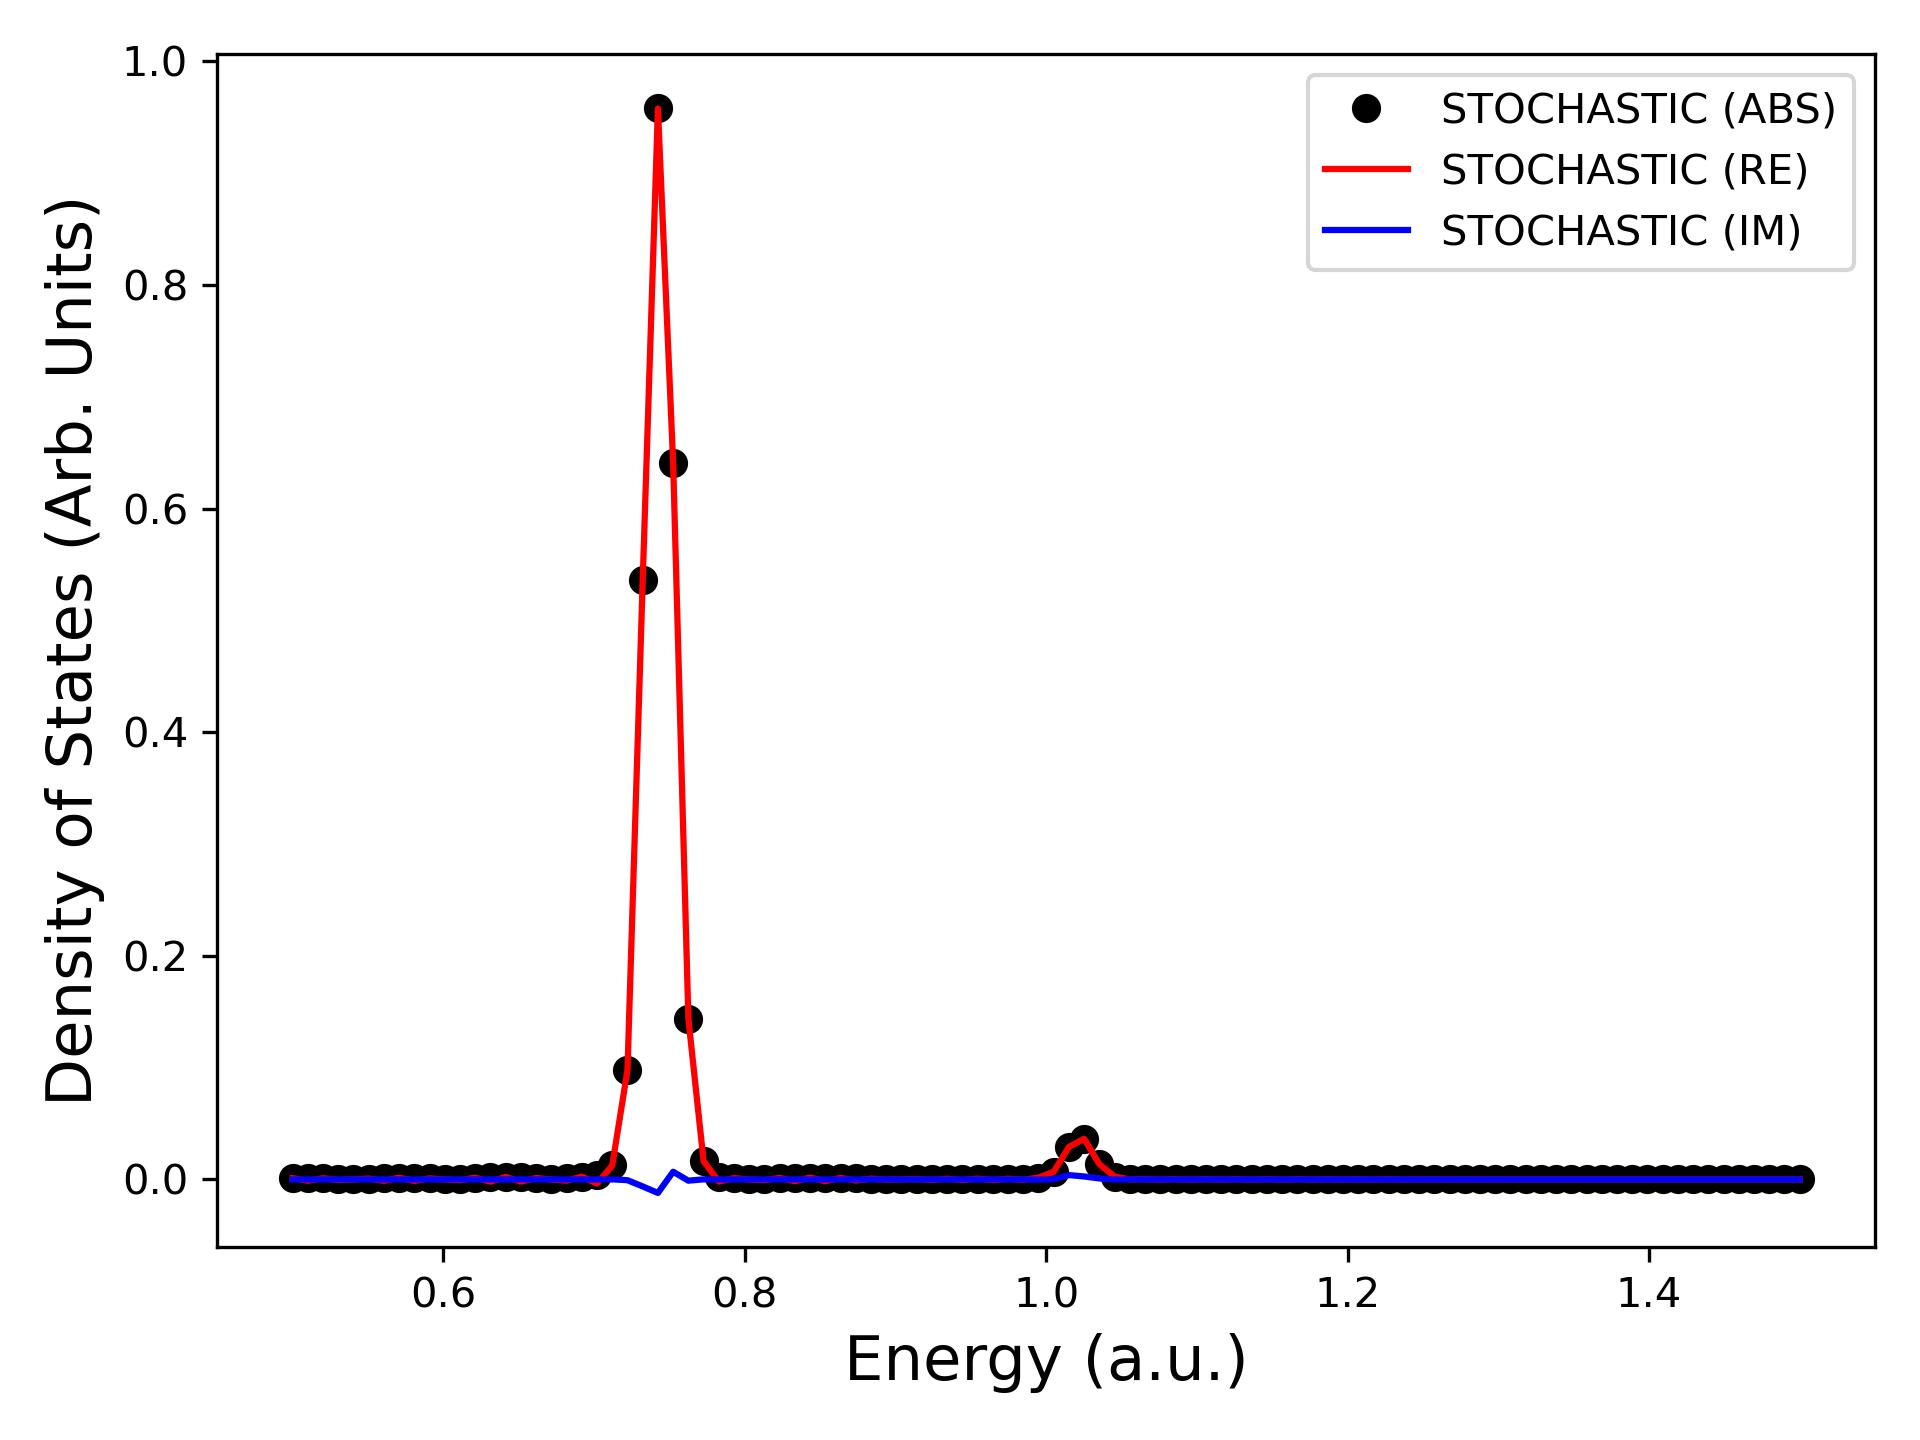 Density of States (Arb. Units)
1.0
0.8
0.6
0.4
0.2
0.0
STOCHASTIC (ABS)
STOCHASTIC (RE)
STOCHASTIC (IM)
0.6 0.8 1.0 1.2 1.4
Energy (a.u.)